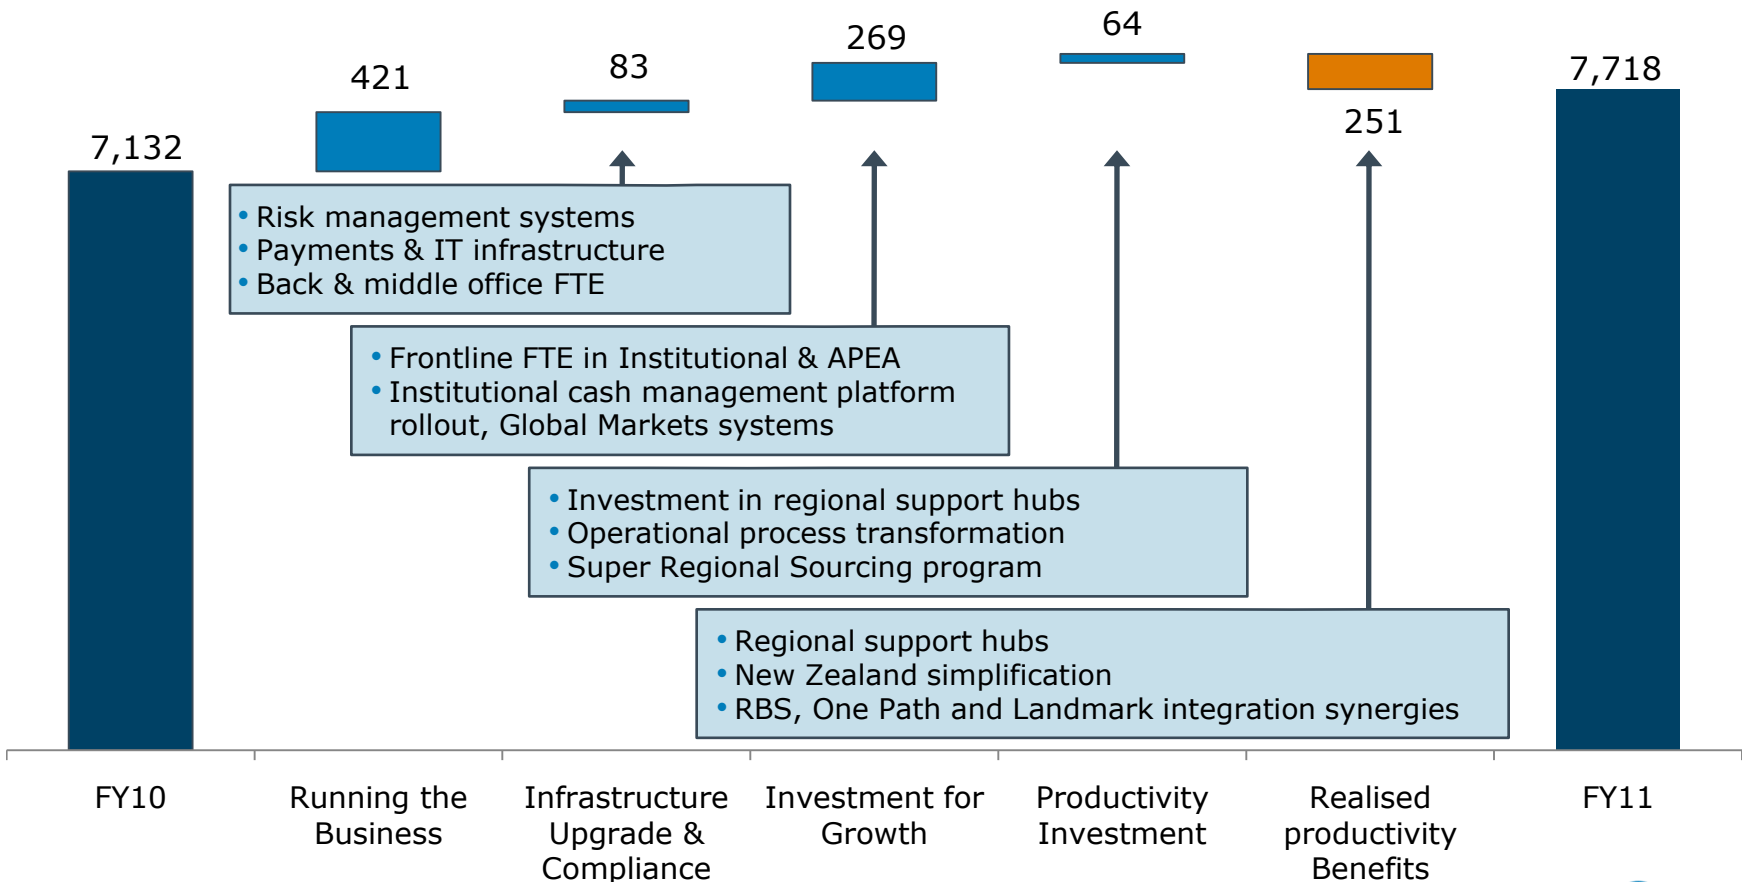 7,132
421
83
269
64
251
7,718
• Risk management systems
• Payments & IT infrastructure
• Back & middle office FTE
• Frontline FTE in Institutional & APEA
• Institutional cash management platform
rollout, Global Markets systems
• Investment in regional support hubs
• Operational process transformation
• Super Regional Sourcing program
• Regional support hubs
• New Zealand simplification
• RBS, One Path and Landmark integration synergies
FY10
Running the
Business
Infrastructure
Upgrade &
Compliance
Investment for
Growth
Productivity
Investment
Realised
productivity
Benefits
FY11